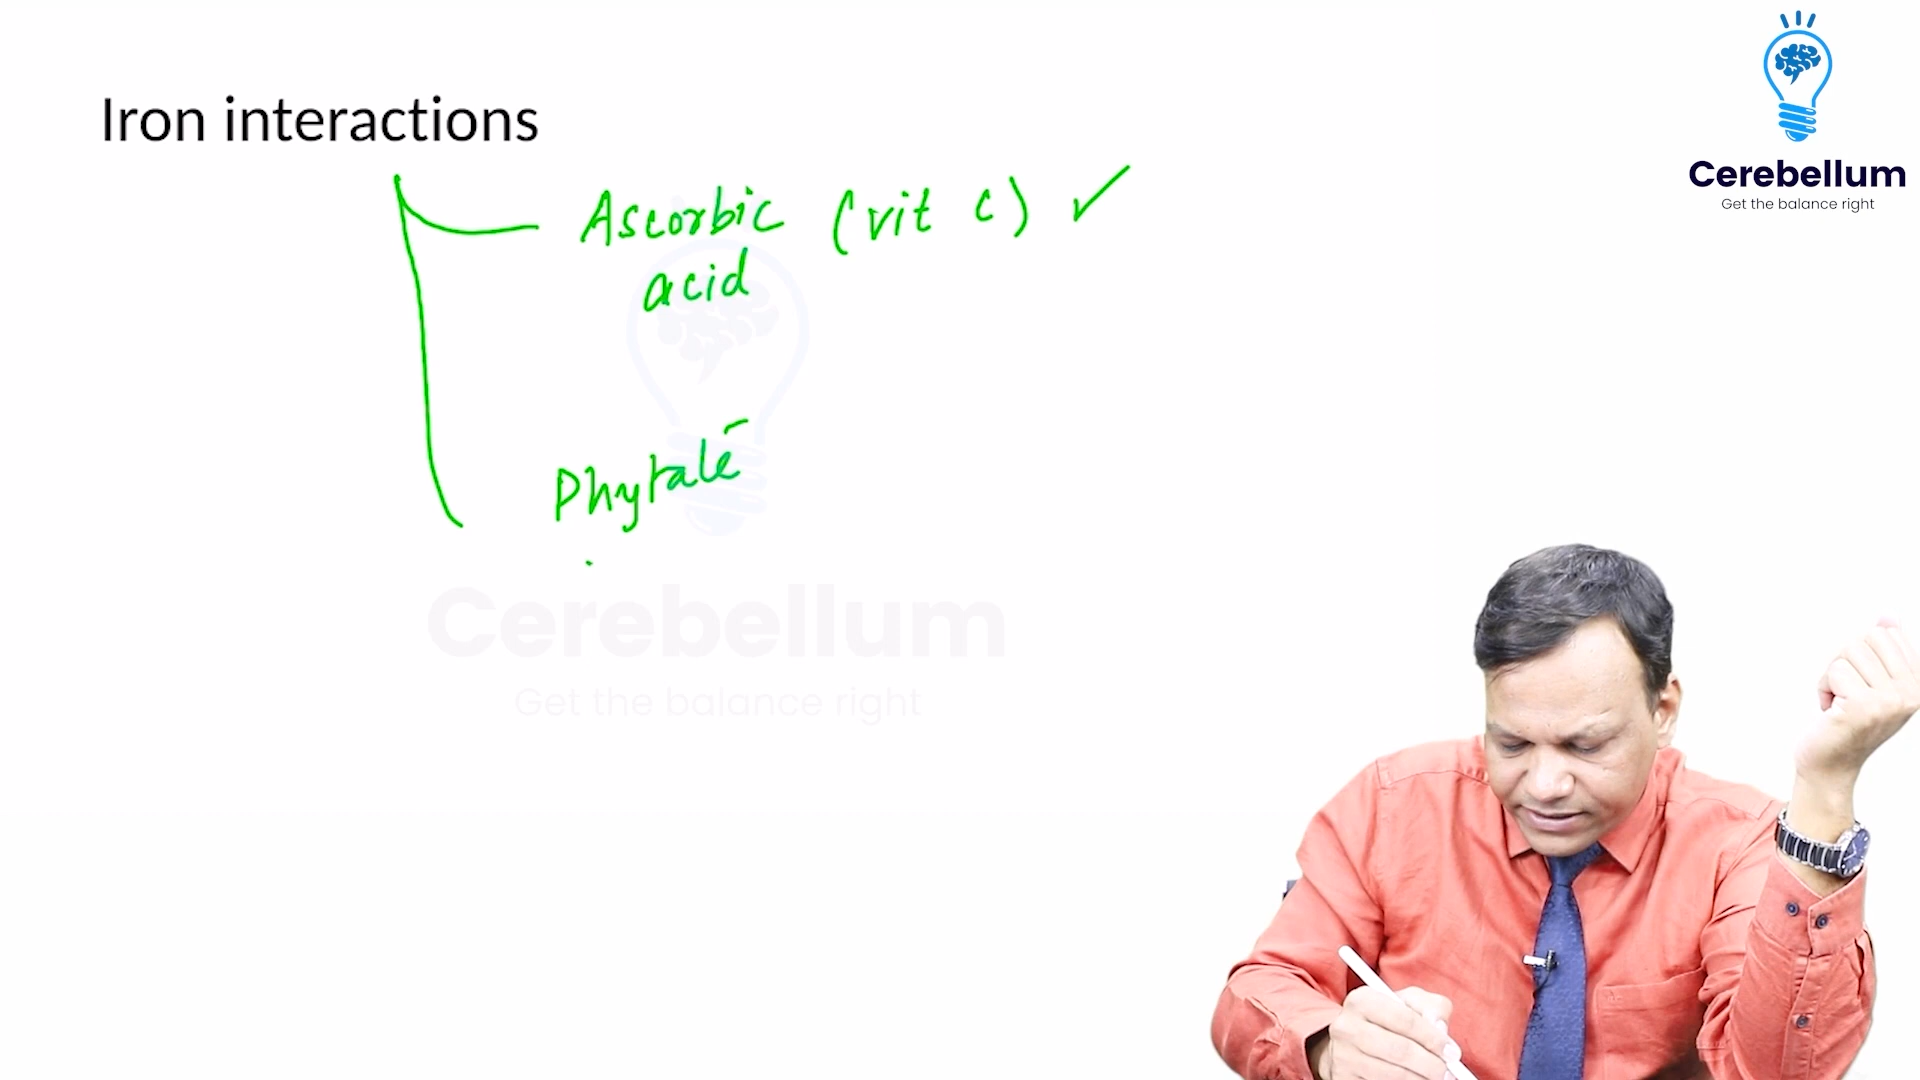 Iron interactions
Ascorbic (vit c) ✓
acid
Phytate
Cerebellum
Get the balance right
Cerebellum
Get the balance right